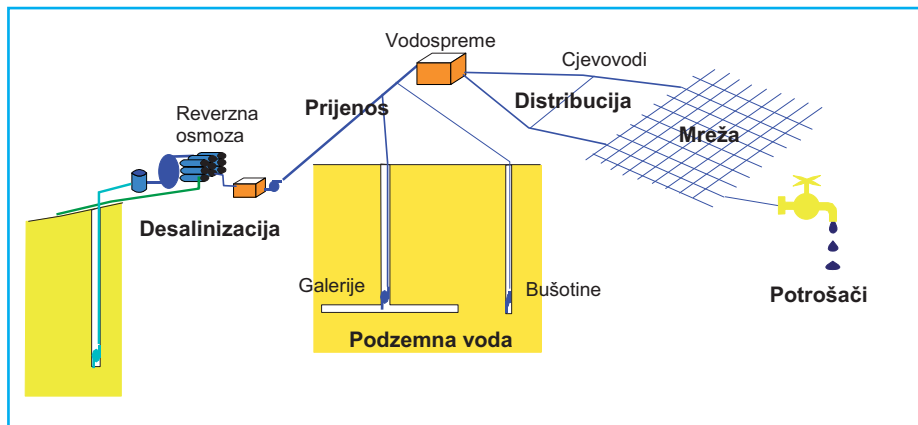 Vodospreme
Cjevovodi
Prijenos
Distribucija
Reverzna
osmoza
Mreža
Desalinizacija
Galerije
Bušotine
Podzemna voda
Potrošači